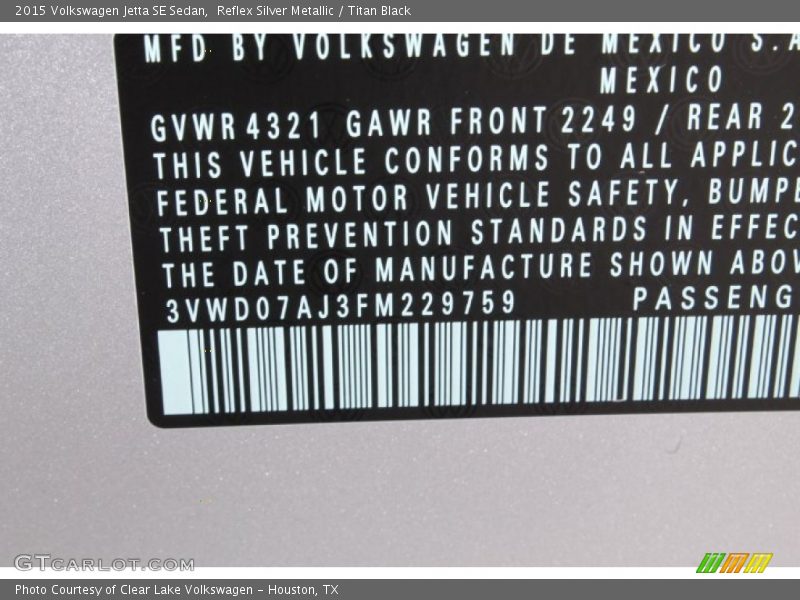 2015 Volkswagen Jetta SE Sedan, Reflex Silver Metallic / Titan Black
MFD BY VOLKSWAGEN DE MEXICO S.A
MEXICO
GVWR 4321 GAWR FRONT 2249 / REAR 2
THIS VEHICLE CONFORMS TO ALL APPLIC
FEDERAL MOTOR VEHICLE SAFETY, BUMPE
THEFT PREVENTION STANDARDS IN EFFEC
THE DATE OF MANUFACTURE SHOWN ABOV
3VWD07AJ3FM229759 PASSENG
GTCARLOT.COM
Photo Courtesy of Clear Lake Volkswagen – Houston, TX